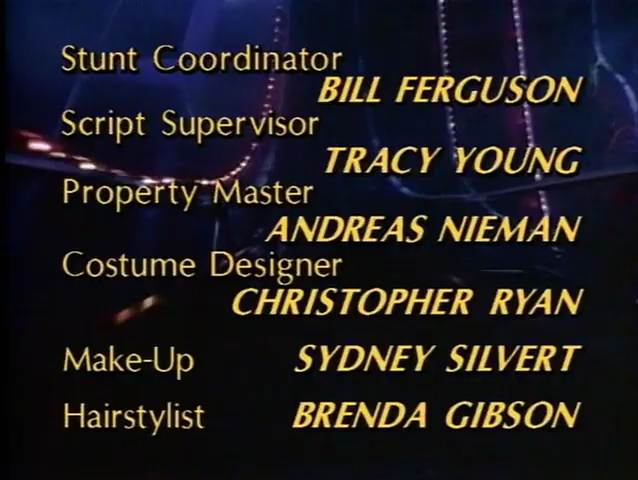 Stunt Coordinator
BILL FERGUSON
Script Supervisor
TRACY YOUNG
Property Master
ANDREAS NIEMAN
Costume Designer
CHRISTOPHER RYAN
Make-Up SYDNEY SILVERT
Hairstylist BRENDA GIBSON